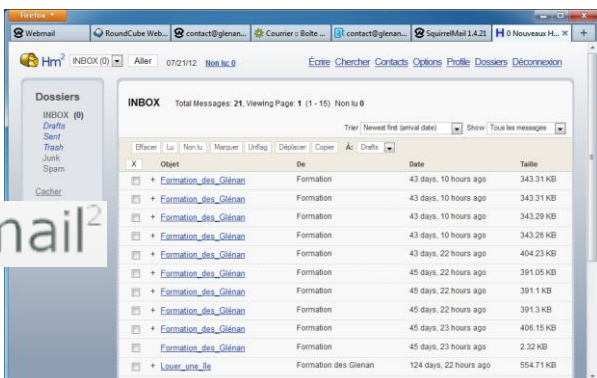 Firefox
Webmail RoundCube Web... contact@glenan... Courrier :: Boîte ... contact@glenan... SquirrelMail 1.4.21 0 Nouveaux H... × +
Hm² INBOX (0) Aller 07/21/12 Non lu: 0 Écrire Chercher Contacts Options Profile Dossiers Déconnexion
Dossiers
INBOX (0)
Drafts
Sent
Trash
Junk
Spam
Cacher
mail²
INBOX Total Messages: 21, Viewing Page: 1 (1 - 15) Non lu 0
Trier Newest first (arrival date) Show Tous les messages
Effacer Lu Non lu Marquer Unflag Déplacer Copier À: Drafts
X Objet De Date Taille
+ Formation_des_Glénan Formation 43 days, 10 hours ago 343.31 KB
+ Formation_des_Glénan Formation 43 days, 10 hours ago 343.31 KB
+ Formation_des_Glénan Formation 43 days, 10 hours ago 343.29 KB
+ Formation_des_Glénan Formation 43 days, 10 hours ago 343.26 KB
+ Formation_des_Glénan Formation 43 days, 22 hours ago 404.23 KB
+ Formation_des_Glénan Formation 45 days, 22 hours ago 391.05 KB
+ Formation_des_Glénan Formation 45 days, 22 hours ago 391.1 KB
+ Formation_des_Glénan Formation 45 days, 22 hours ago 391.3 KB
+ Formation_des_Glénan Formation 45 days, 23 hours ago 406.15 KB
Formation_des_Glénan Formation 45 days, 23 hours ago 2.32 KB
+ Louer_une_île Formation des Glenan 124 days, 22 hours ago 554.71 KB